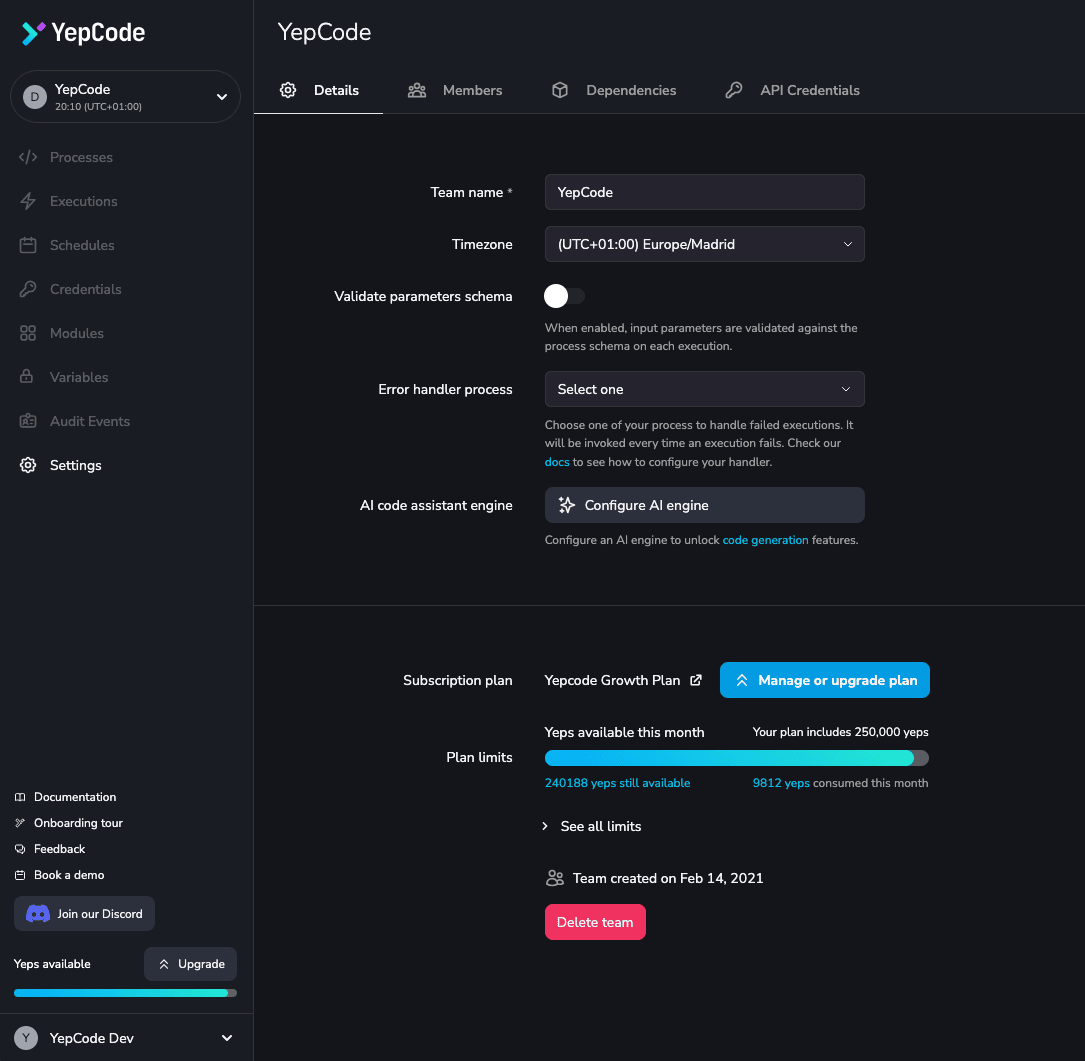 YepCode
D
YepCode
20:10 (UTC+01:00)
Processes
Executions
Schedules
Credentials
Modules
Variables
Audit Events
Settings
Documentation
Onboarding tour
Feedback
Book a demo
Join our Discord
Yeps available
Upgrade
Y
YepCode Dev
YepCode
Details
Members
Dependencies
API Credentials
Team name *
YepCode
Timezone
(UTC+01:00) Europe/Madrid
Validate parameters schema
When enabled, input parameters are validated against the
process schema on each execution.
Error handler process
Select one
Choose one of your process to handle failed executions. It
will be invoked every time an execution fails. Check our
docs to see how to configure your handler.
AI code assistant engine
Configure AI engine
Configure an AI engine to unlock code generation features.
Subscription plan
Yepcode Growth Plan
Manage or upgrade plan
Plan limits
Yeps available this month
Your plan includes 250,000 yeps
240188 yeps still available
9812 yeps consumed this month
See all limits
Team created on Feb 14, 2021
Delete team